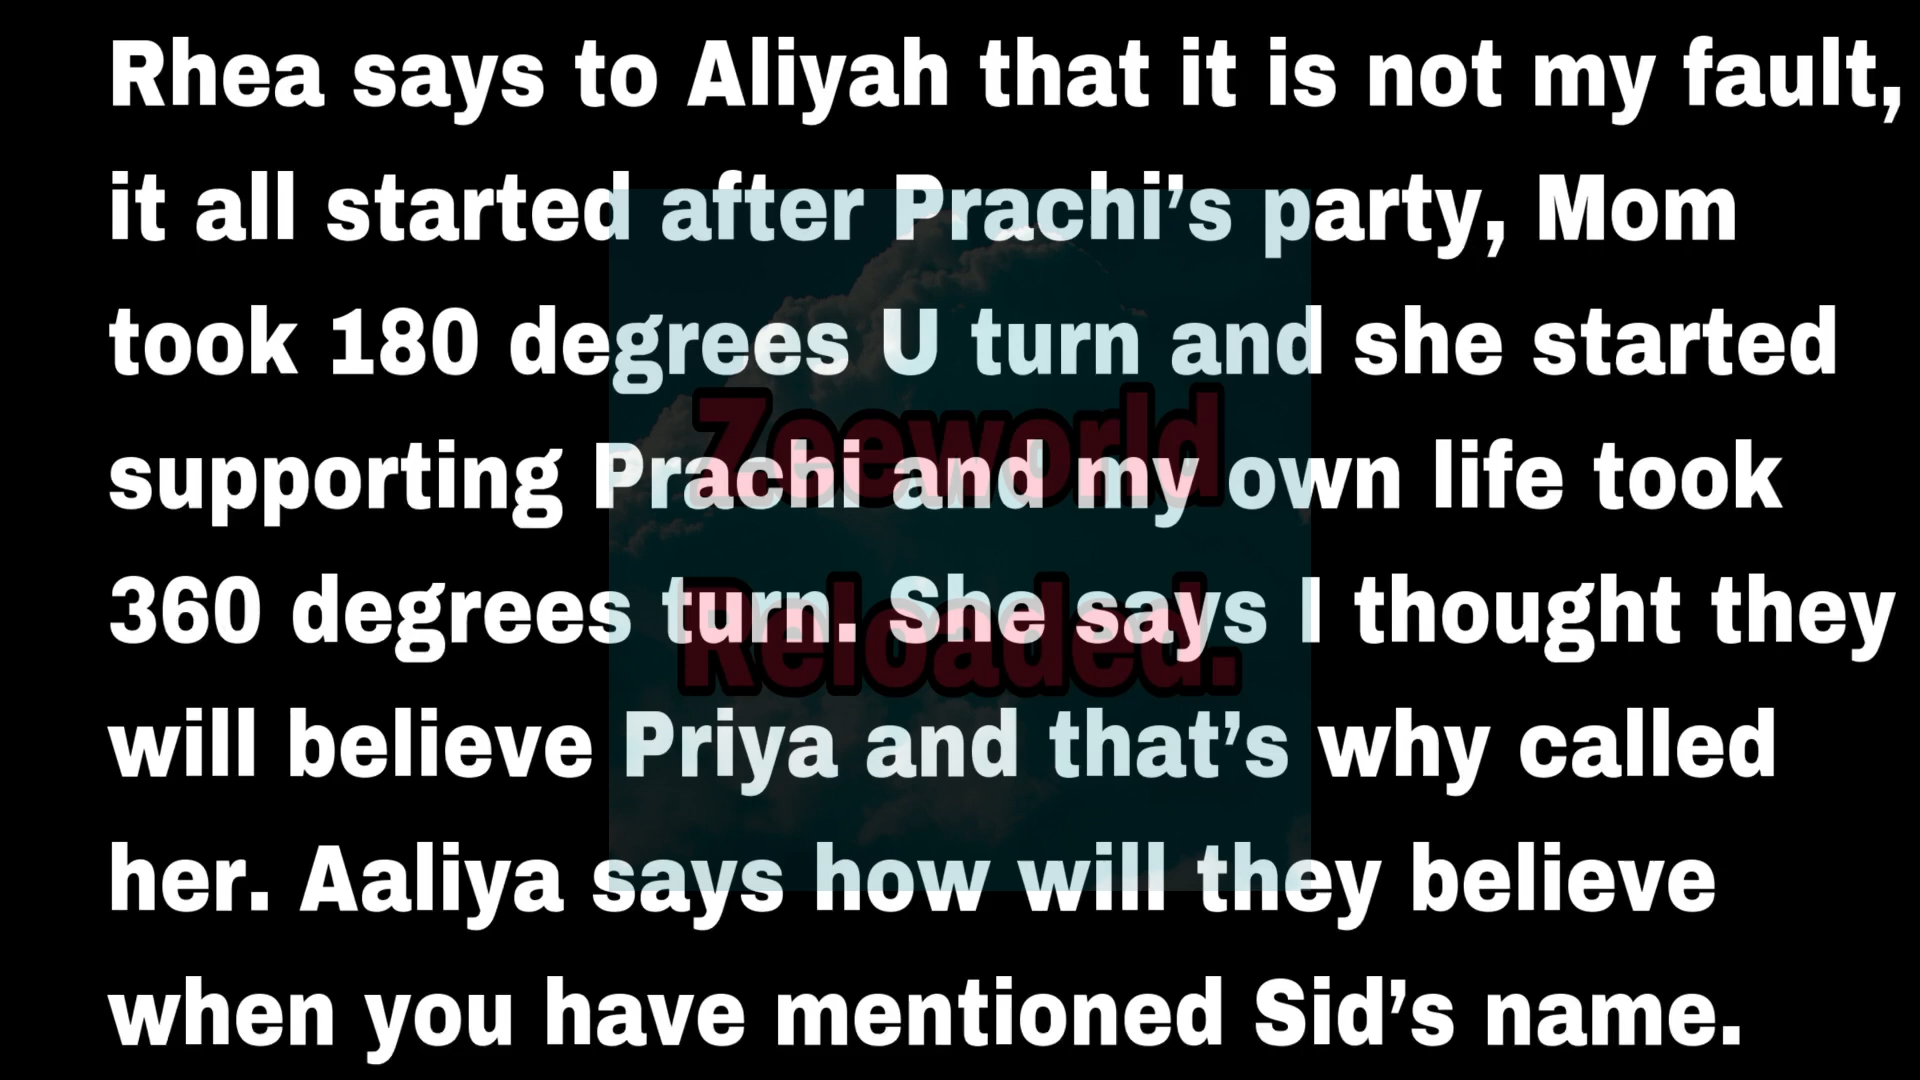 Rhea says to Aliyah that it is not my fault,
it all started after Prachi’s party, Mom
took 180 degrees U turn and she started
supporting Prachi and my own life took
360 degrees turn. She says I thought they
will believe Priya and that’s why called
her. Aaliya says how will they believe
when you have mentioned Sid’s name.
Zeeworld
Reloaded.